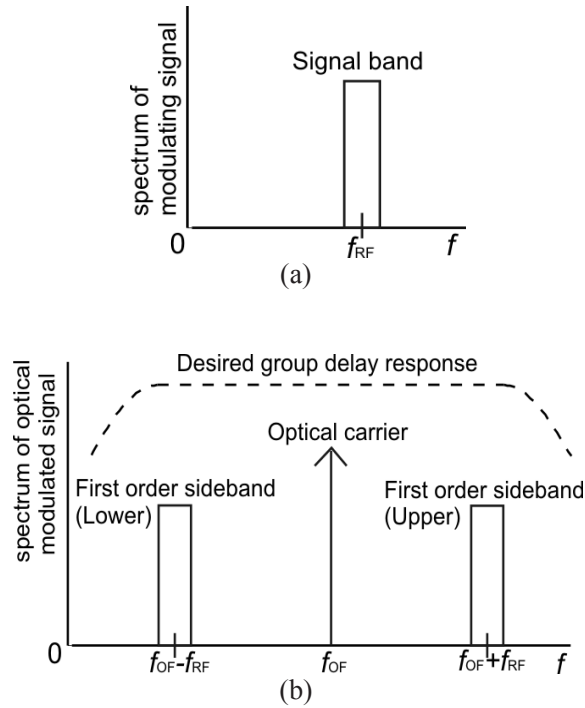 spectrum of
modulating signal
Signal band
0
fRF
f
(a)
spectrum of optical
modulated signal
Desired group delay response
Optical carrier
First order sideband
(Lower)
First order sideband
(Upper)
0
fOF-fRF
fOF
fOF+fRF
f
(b)